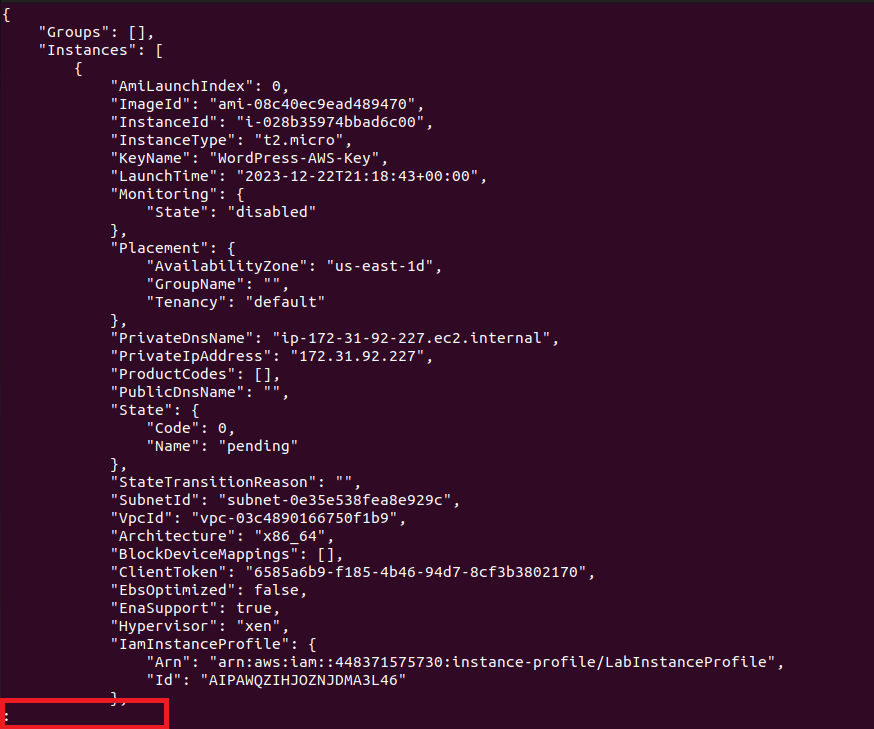 {
    "Groups": [],
    "Instances": [
        {
            "AmiLaunchIndex": 0,
            "ImageId": "ami-08c40ec9ead489470",
            "InstanceId": "i-028b35974bbad6c00",
            "InstanceType": "t2.micro",
            "KeyName": "WordPress-AWS-Key",
            "LaunchTime": "2023-12-22T21:18:43+00:00",
            "Monitoring": {
                "State": "disabled"
            },
            "Placement": {
                "AvailabilityZone": "us-east-1d",
                "GroupName": "",
                "Tenancy": "default"
            },
            "PrivateDnsName": "ip-172-31-92-227.ec2.internal",
            "PrivateIpAddress": "172.31.92.227",
            "ProductCodes": [],
            "PublicDnsName": "",
            "State": {
                "Code": 0,
                "Name": "pending"
            },
            "StateTransitionReason": "",
            "SubnetId": "subnet-0e35e538fea8e929c",
            "VpcId": "vpc-03c4890166750f1b9",
            "Architecture": "x86_64",
            "BlockDeviceMappings": [],
            "ClientToken": "6585a6b9-f185-4b46-94d7-8cf3b3802170",
            "EbsOptimized": false,
            "EnaSupport": true,
            "Hypervisor": "xen",
            "IamInstanceProfile": {
                "Arn": "arn:aws:iam::448371575730:instance-profile/LabInstanceProfile",
                "Id": "AIPAWQZIHJOZNJDMA3L46"
            },
: